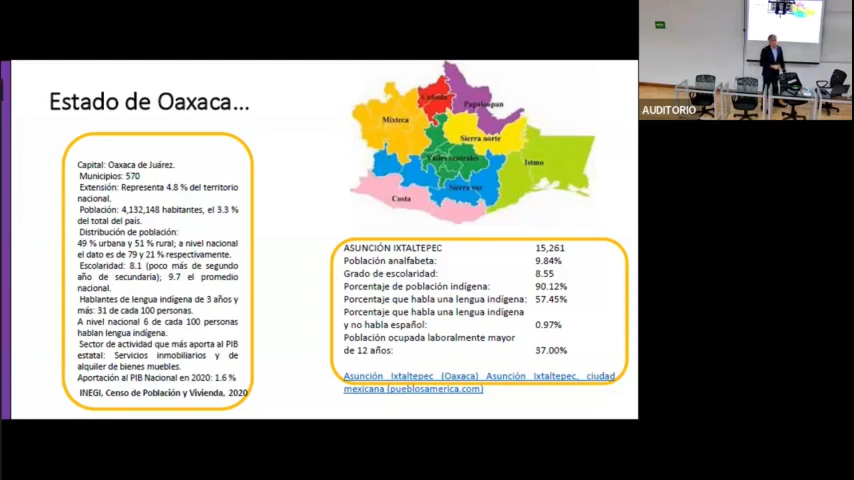 Estado de Oaxaca...
Capital: Oaxaca de Juárez.
Municipios: 570
Extensión: Representa 4.8 % del territorio
nacional.
Población: 4,132,148 habitantes, el 3.3 %
del total del país.
Distribución de población:
49 % urbana y 51 % rural; a nivel nacional
el dato es de 79 y 21 % respectivamente.
Escolaridad: 8.1 (poco más de segundo
año de secundaria); 9.7 el promedio
nacional.
Hablantes de lengua indígena de 3 años y
más: 31 de cada 100 personas.
A nivel nacional 6 de cada 100 personas
hablan lengua indígena.
Sector de actividad que más aporta al PIB
estatal: Servicios inmobiliarios y de
alquiler de bienes muebles.
Aportación al PIB Nacional en 2020: 1.6 %
INEGI, Censo de Población y Vivienda, 2020
Cañada
Papaloapan
Mixteca
Sierra norte
Valles centrales
Istmo
Sierra sur
Costa
ASUNCIÓN IXTALTEPEC 15,261
Población analfabeta: 9.84%
Grado de escolaridad: 8.55
Porcentaje de población indígena: 90.12%
Porcentaje que habla una lengua indígena: 57.45%
Porcentaje que habla una lengua indígena
y no habla español: 0.97%
Población ocupada laboralmente mayor
de 12 años: 37.00%
Asunción Ixtaltepec (Oaxaca) Asunción Ixtaltepec, ciudad
mexicana (pueblosamerica.com)
AUDITORIO